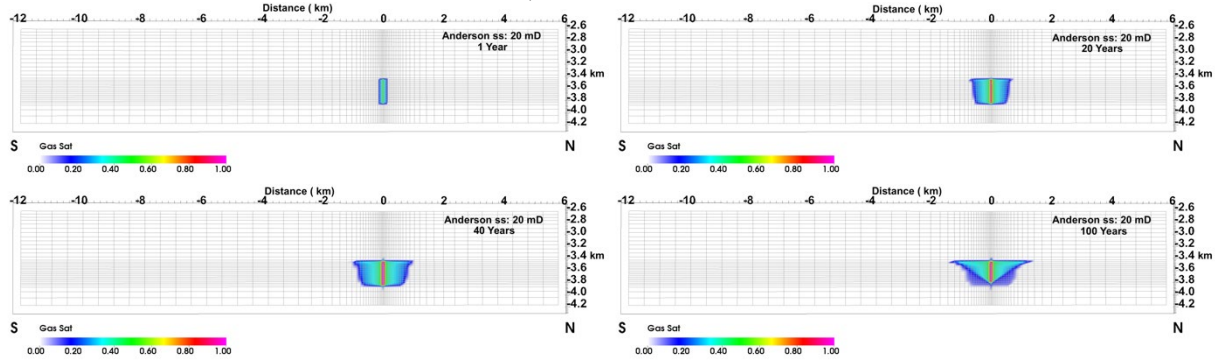 Distance ( km)
-12 -10 -8 -6 -4 -2 0 2 4 6
-2.6
Anderson ss: 20 mD
-2.8
1 Year
-3.0
-3.2
-3.4 km
-3.6
-3.8
-4.0
-4.2
S Gas Sat N
0.00 0.20 0.40 0.60 0.80 1.00
Distance ( km)
-12 -10 -8 -6 -4 -2 0 2 4 6
-2.6
Anderson ss: 20 mD
-2.8
20 Years
-3.0
-3.2
-3.4 km
-3.6
-3.8
-4.0
-4.2
S Gas Sat N
0.00 0.20 0.40 0.60 0.80 1.00
Distance ( km)
-12 -10 -8 -6 -4 -2 0 2 4 6
-2.6
Anderson ss: 20 mD
-2.8
40 Years
-3.0
-3.2
-3.4 km
-3.6
-3.8
-4.0
-4.2
S Gas Sat N
0.00 0.20 0.40 0.60 0.80 1.00
Distance ( km)
-12 -10 -8 -6 -4 -2 0 2 4 6
-2.6
Anderson ss: 20 mD
-2.8
100 Years
-3.0
-3.2
-3.4 km
-3.6
-3.8
-4.0
-4.2
S Gas Sat N
0.00 0.20 0.40 0.60 0.80 1.00